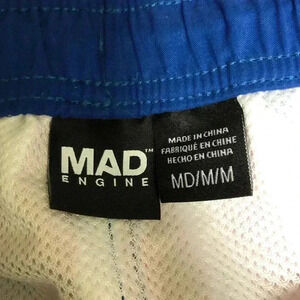 MAD™
ENGINE
MADE IN CHINA
FABRIQUÉ EN CHINE
HECHO EN CHINA
MD/M/M